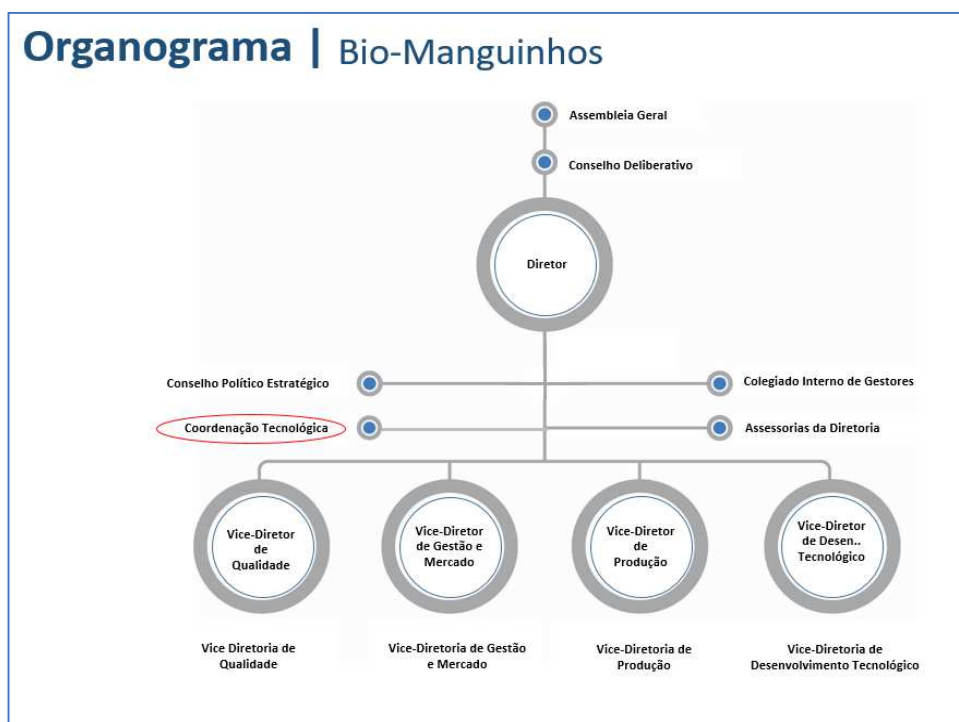 Organograma | Bio-Manguinhos
Assembleia Geral
Conselho Deliberativo
Diretor
Conselho Político Estratégico
Colegiado Interno de Gestores
Coordenação Tecnológica
Assessorias da Diretoria
Vice-Diretor
de
Qualidade
Vice-Diretor
de Gestão e
Mercado
Vice-Diretor
de
Produção
Vice-Diretor
de Desen..
Tecnológico
Vice Diretoria de
Qualidade
Vice-Diretoria de Gestão
e Mercado
Vice-Diretoria de
Produção
Vice-Diretoria de
Desenvolvimento Tecnológico